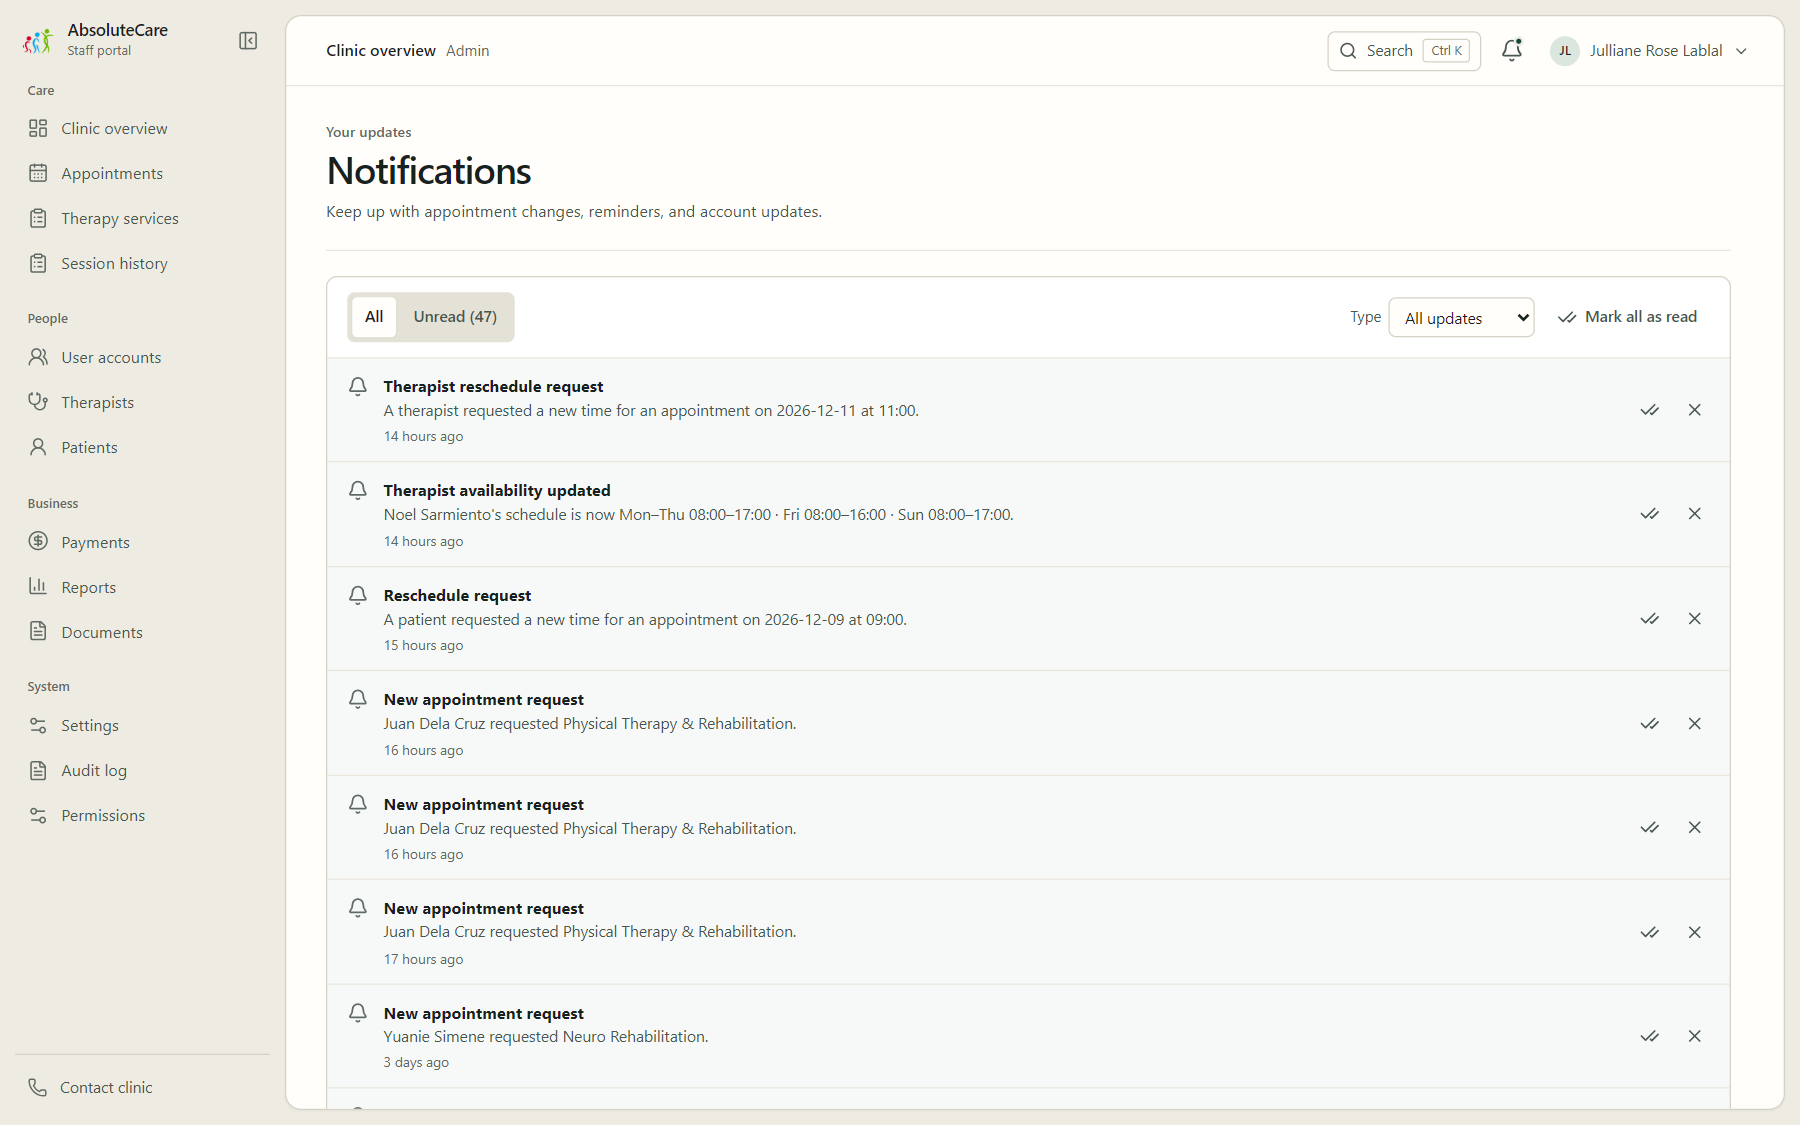 AbsoluteCare
Staff portal
Care
Clinic overview
Appointments
Therapy services
Session history
People
User accounts
Therapists
Patients
Business
Payments
Reports
Documents
System
Settings
Audit log
Permissions
Contact clinic
Clinic overview Admin
Search Ctrl K
JL Julliane Rose Lablal
Your updates
Notifications
Keep up with appointment changes, reminders, and account updates.
All Unread (47)
Type All updates Mark all as read
Therapist reschedule request
A therapist requested a new time for an appointment on 2026-12-11 at 11:00.
14 hours ago
Therapist availability updated
Noel Sarmiento's schedule is now Mon–Thu 08:00–17:00 · Fri 08:00–16:00 · Sun 08:00–17:00.
14 hours ago
Reschedule request
A patient requested a new time for an appointment on 2026-12-09 at 09:00.
15 hours ago
New appointment request
Juan Dela Cruz requested Physical Therapy & Rehabilitation.
16 hours ago
New appointment request
Juan Dela Cruz requested Physical Therapy & Rehabilitation.
16 hours ago
New appointment request
Juan Dela Cruz requested Physical Therapy & Rehabilitation.
17 hours ago
New appointment request
Yuanie Simene requested Neuro Rehabilitation.
3 days ago